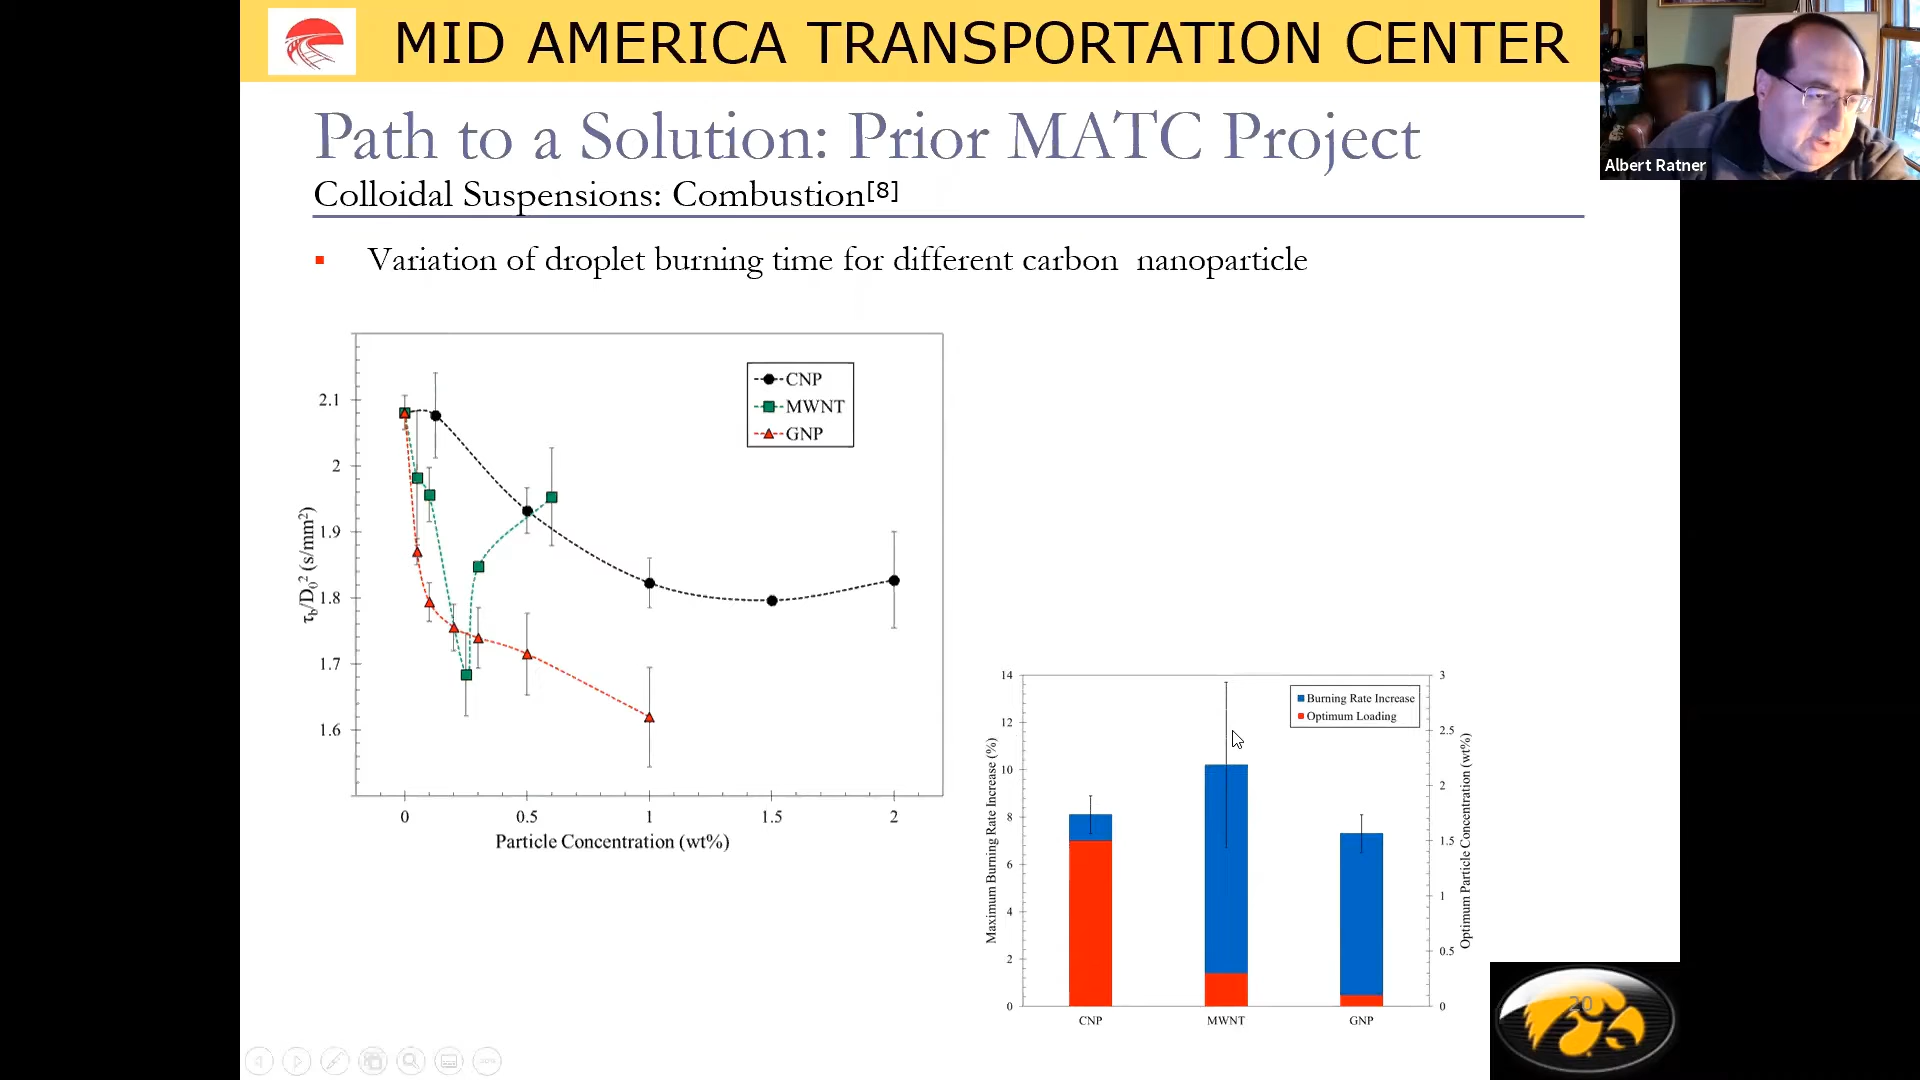 MID AMERICA TRANSPORTATION CENTER
Path to a Solution: Prior MATC Project
Albert Ratner
Colloidal Suspensions: Combustion[8]
Variation of droplet burning time for different carbon nanoparticle
CNP
MWNT
GNP
2.1
2
1.9
1.8
1.7
1.6
τb/D0² (s/mm²)
0 0.5 1 1.5 2
Particle Concentration (wt%)
Burning Rate Increase
Optimum Loading
14
12
10
8
6
4
2
0
Maximum Burning Rate Increase (%)
3
2.5
2
1.5
1
0.5
0
Optimum Particle Concentration (wt%)
CNP MWNT GNP
20